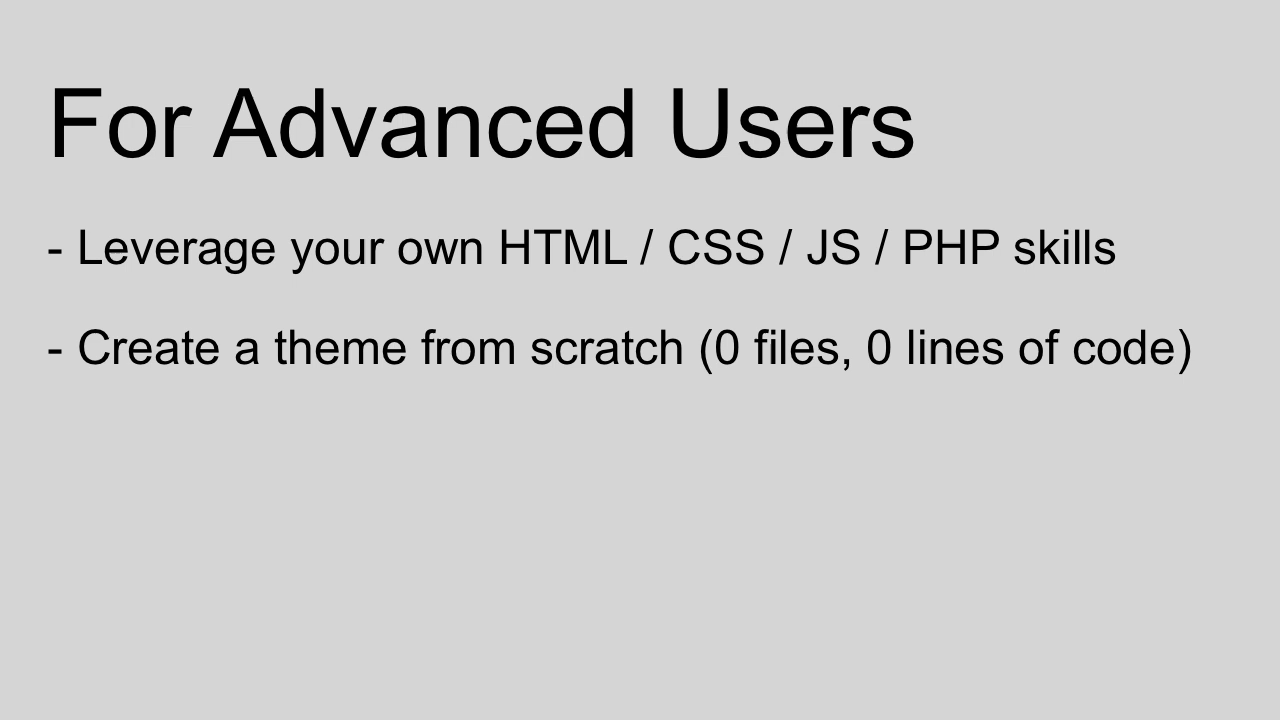 For Advanced Users
- Leverage your own HTML / CSS / JS / PHP skills
- Create a theme from scratch (0 files, 0 lines of code)